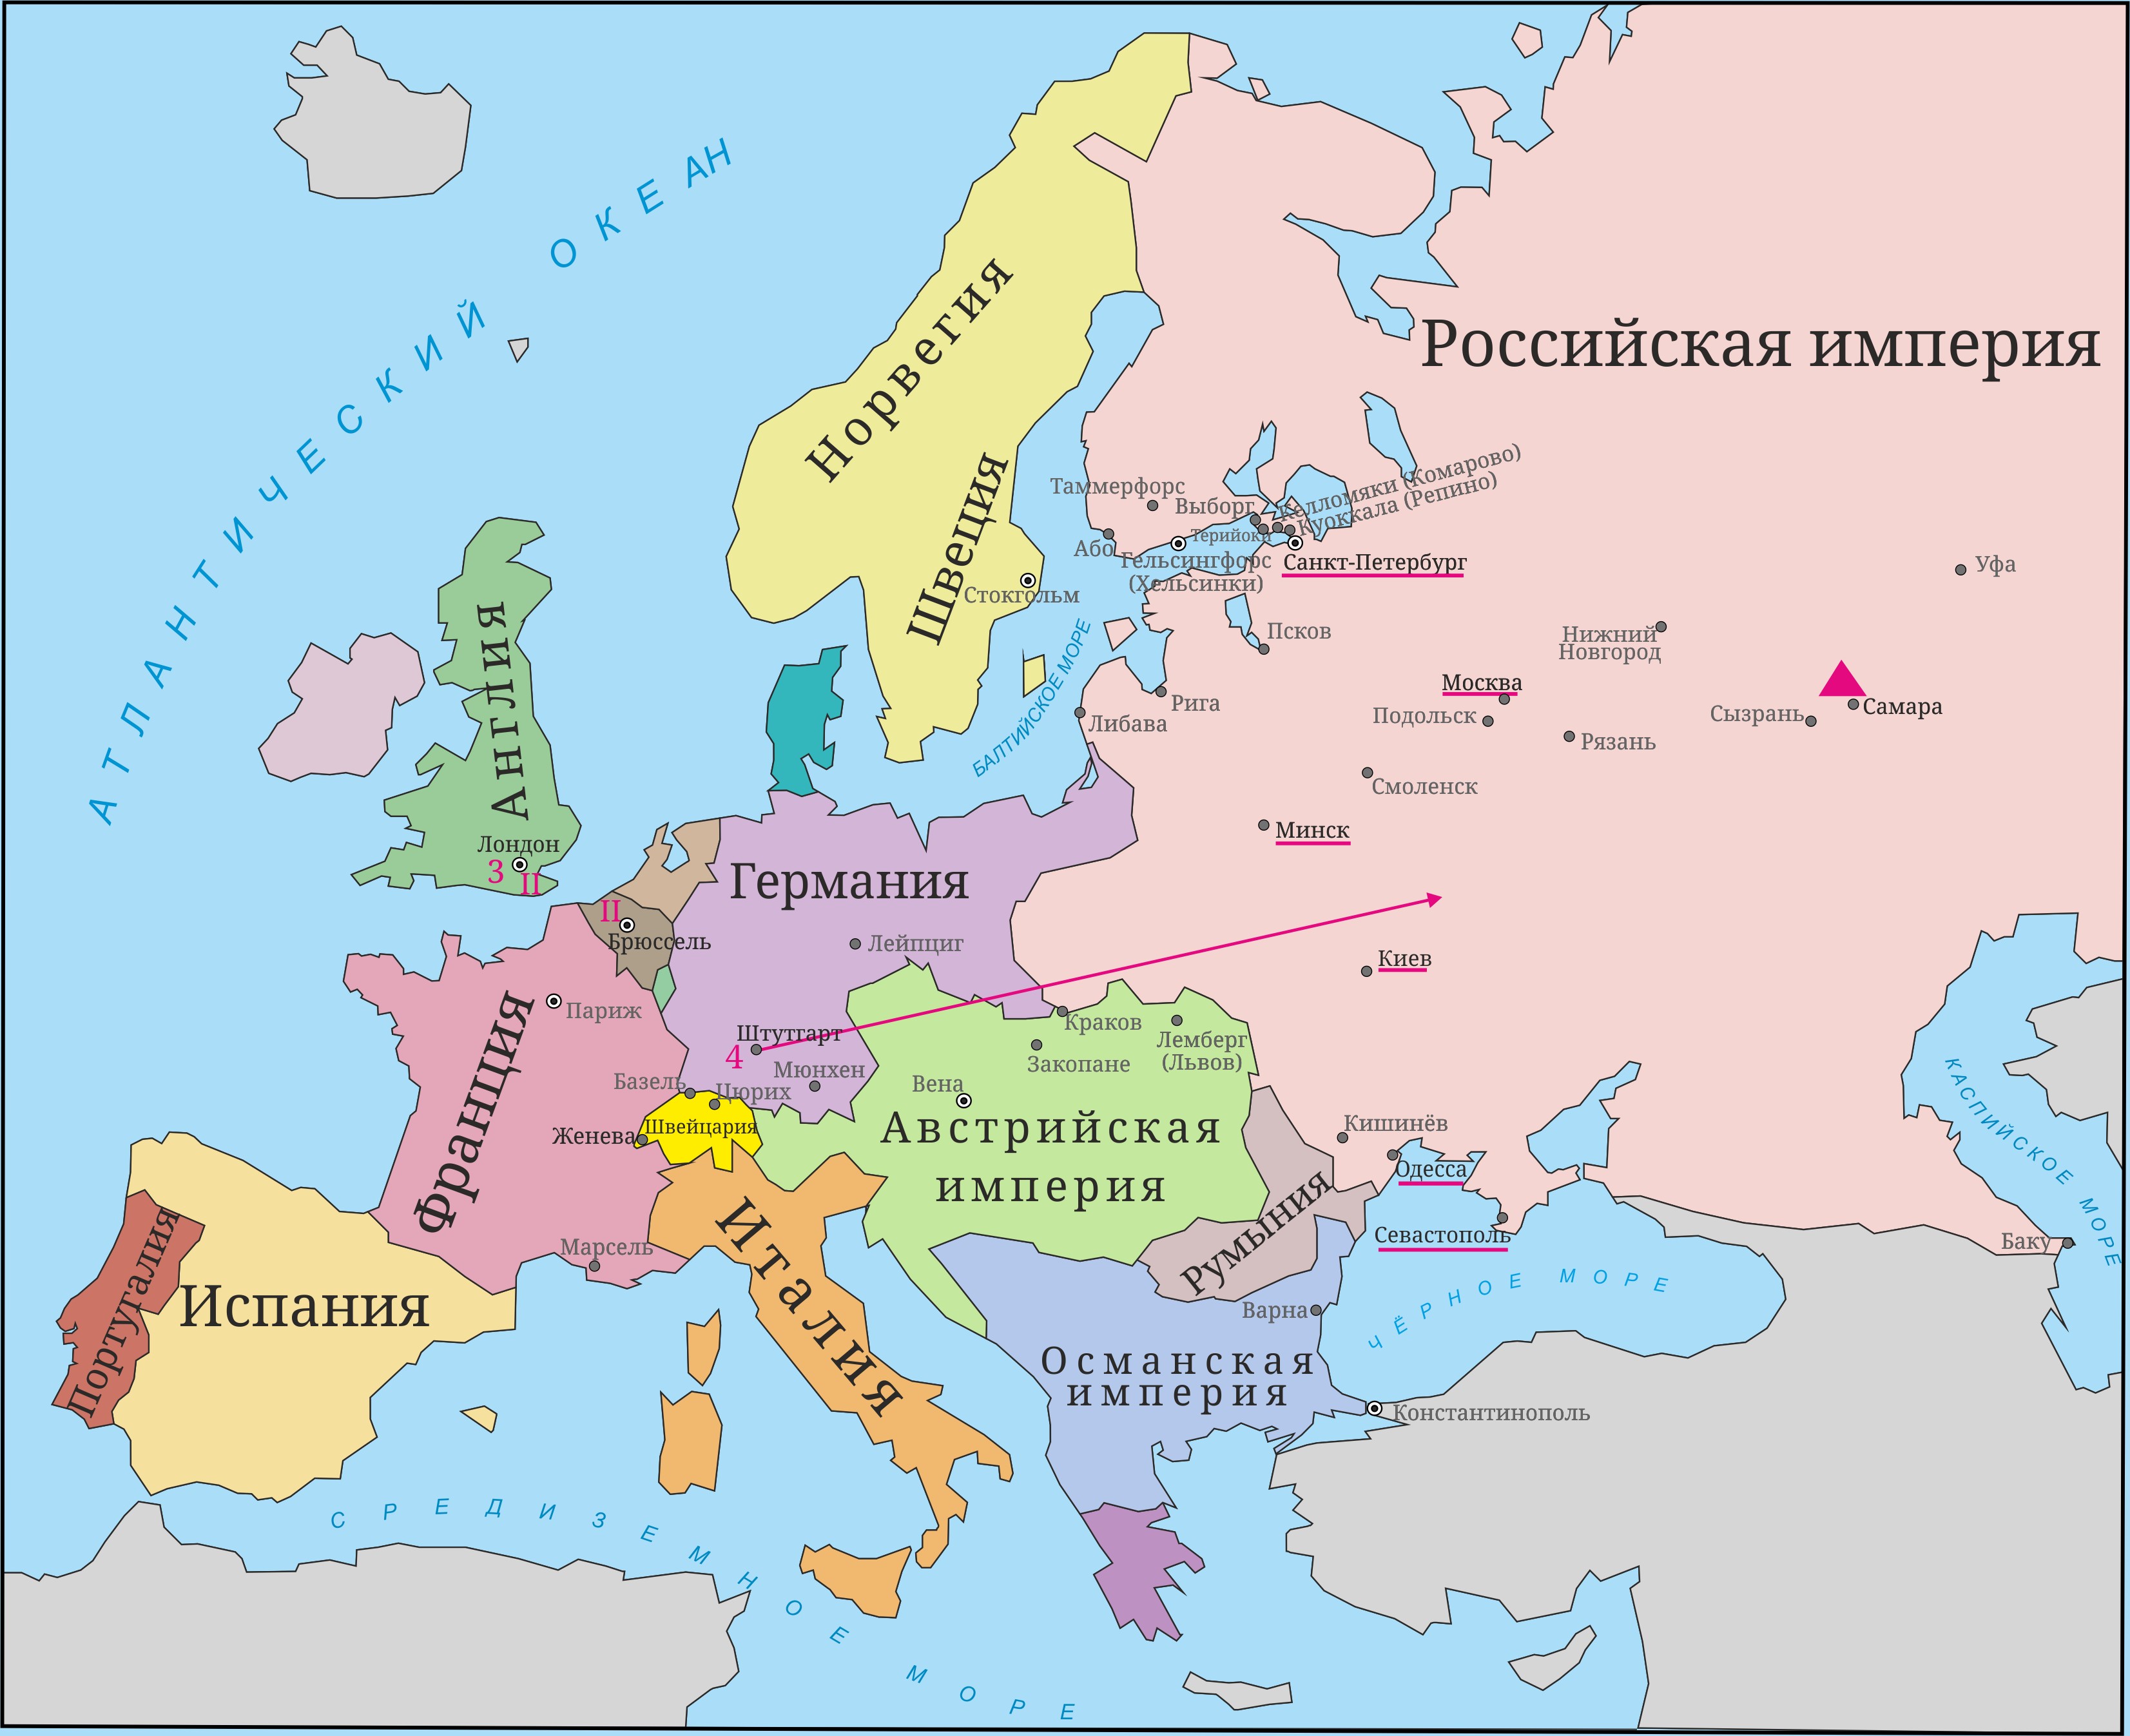 АТЛАНТИЧЕСКИЙ ОКЕАН
Норвегия
Швеция
Российская империя
Таммерфорс
Выборг
Келломяки (Комарово)
Куоккала (Репино)
Або
Терийоки
Гельсингфорс
(Хельсинки)
Санкт-Петербург
Стокгольм
Уфа
Псков
Нижний
Новгород
БАЛТИЙСКОЕ МОРЕ
Москва
Рига
Либава
Подольск
Сызрань
Самара
Рязань
Смоленск
Минск
Англия
Лондон
3
II
II
Брюссель
Германия
Лейпциг
Киев
Париж
Франция
Штутгарт
4
Мюнхен
Краков
Закопане
Лемберг
(Львов)
Вена
Базель
Цюрих
Швейцария
Женева
Австрийская
империя
Кишинёв
Одесса
Севастополь
КАСПИЙСКОЕ МОРЕ
Баку
Румыния
Марсель
Италия
Португалия
Испания
Варна
ЧЁРНОЕ МОРЕ
Османская
империя
Константинополь
СРЕДИЗЕМНОЕ МОРЕ